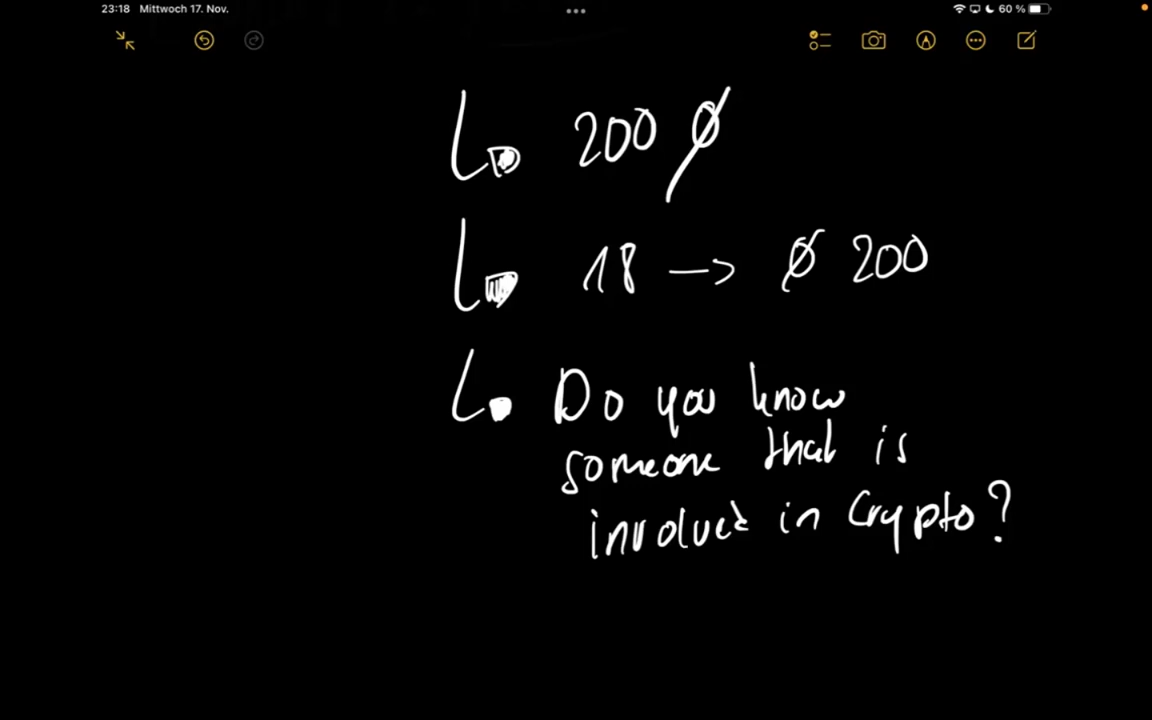 23:18 Mittwoch 17. Nov.
60 %
200 ø
18 -> ø 200
Do you know
someone that is
involved in Crypto?